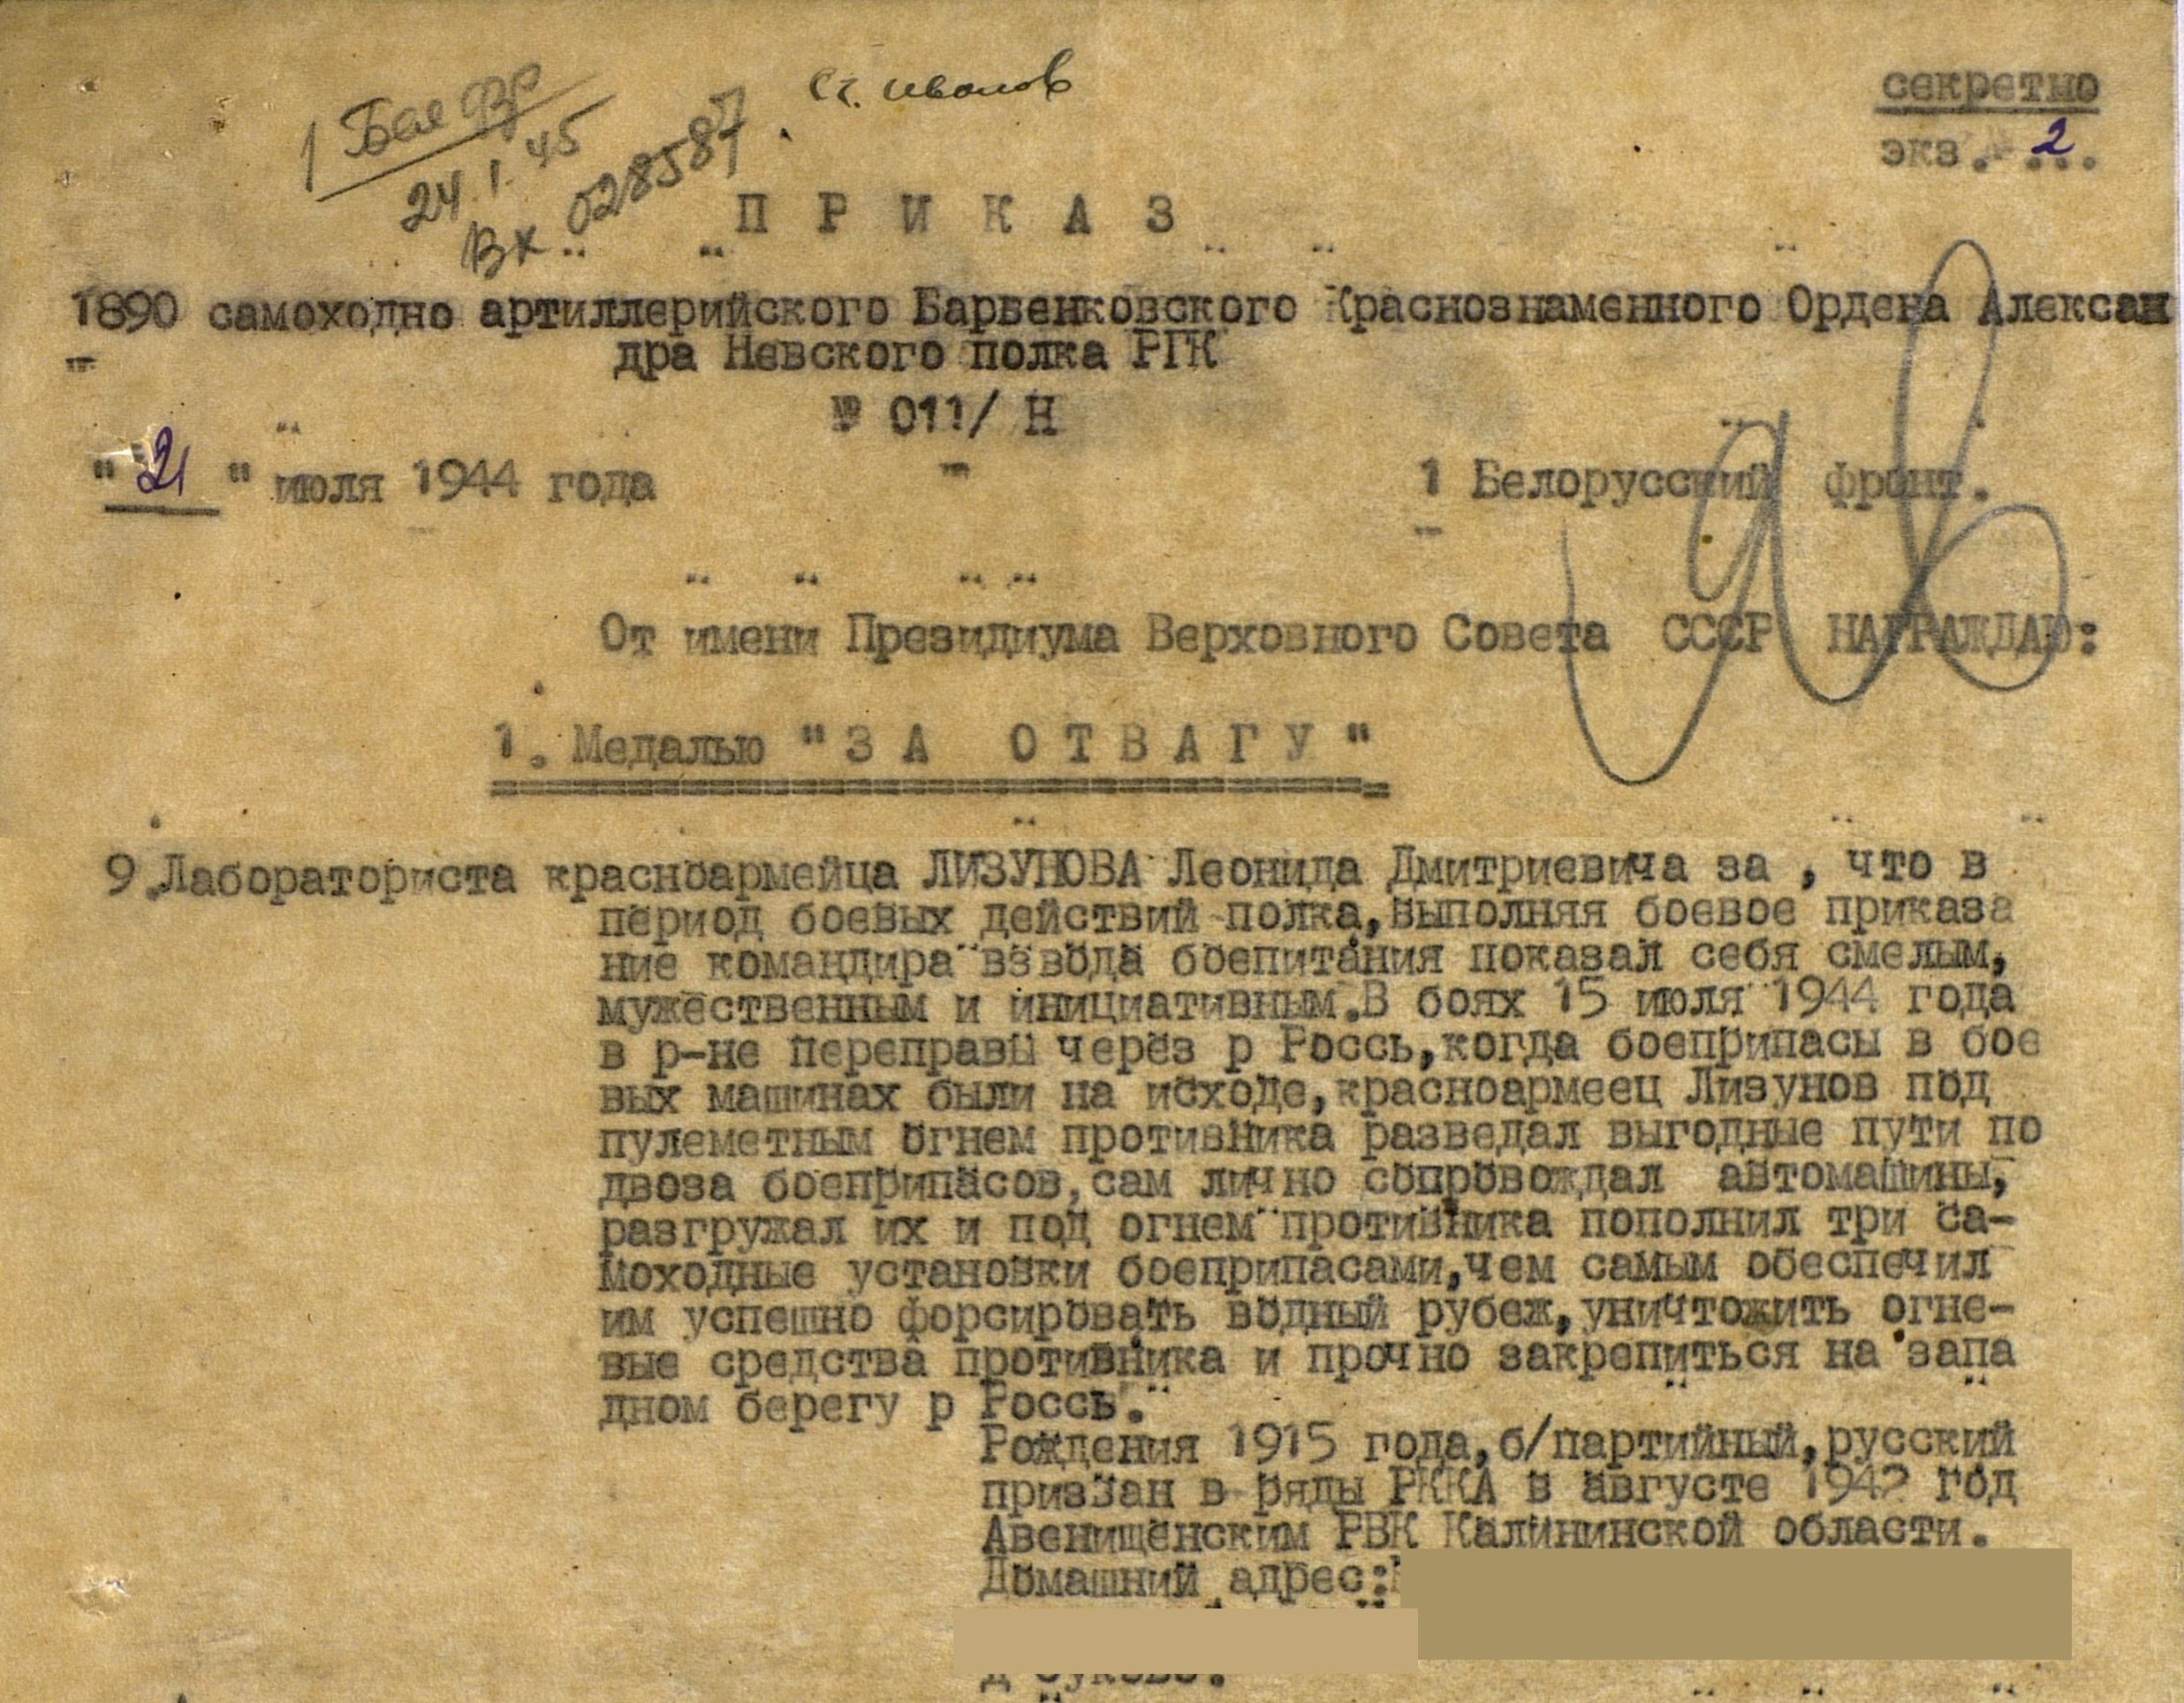 1 Бел Фр
24.1.45
Вх 028587
Ст. Иванов
секретно
экз. 2...
ПРИКАЗ
1890 самоходно артиллерийского Барвенковского Краснознаменного Ордена Алексан
дра Невского полка РГК
№ 011/ Н
" 21 " июля 1944 года
1 Белорусский фронт.
От имени Президиума Верховного Совета СССР НАГРАЖДАЮ:
1. Медалью "ЗА ОТВАГУ"
9.Лабораториста красноармейца ЛИЗУНОВА Леонида Дмитриевича за , что в
период боевых действий полка,выполняя боевое приказа
ние командира взвода боепитания показал себя смелым,
мужественным и инициативным.В боях 15 июля 1944 года
в р-не переправы через р Россь,когда боеприпасы в бое
вых машинах были на исходе,красноармеец Лизунов под
пулеметным огнем противника разведал выгодные пути по
двоза боеприпасов,сам лично сопровождал автомашины,
разгружал их и под огнем противника пополнил три са-
моходные установки боеприпасами,чем самым обеспечил
им успешно форсировать водный рубеж,уничтожить огне-
вые средства противника и прочно закрепиться на запа
дном берегу р Россь.
Рождения 1915 года,б/партийный,русский
призван в ряды РККА в августе 1942 год
Авенищенским РВК Калининской области.
Домашний адрес: